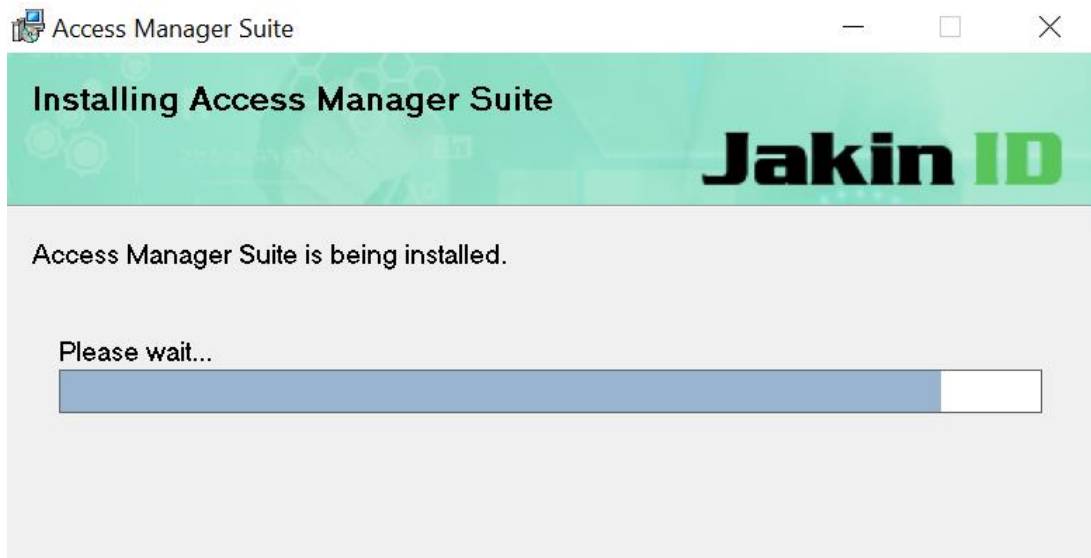 Access Manager Suite
Installing Access Manager Suite
Jakin ID
Access Manager Suite is being installed.
Please wait...